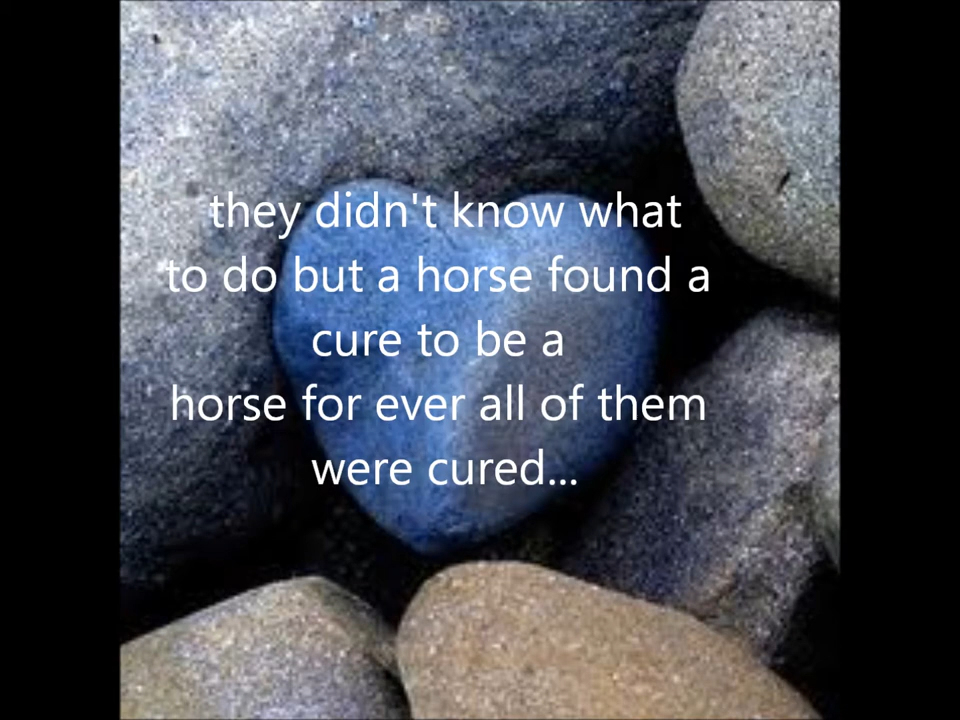 they didn't know what
to do but a horse found a
cure to be a
horse for ever all of them
were cured...